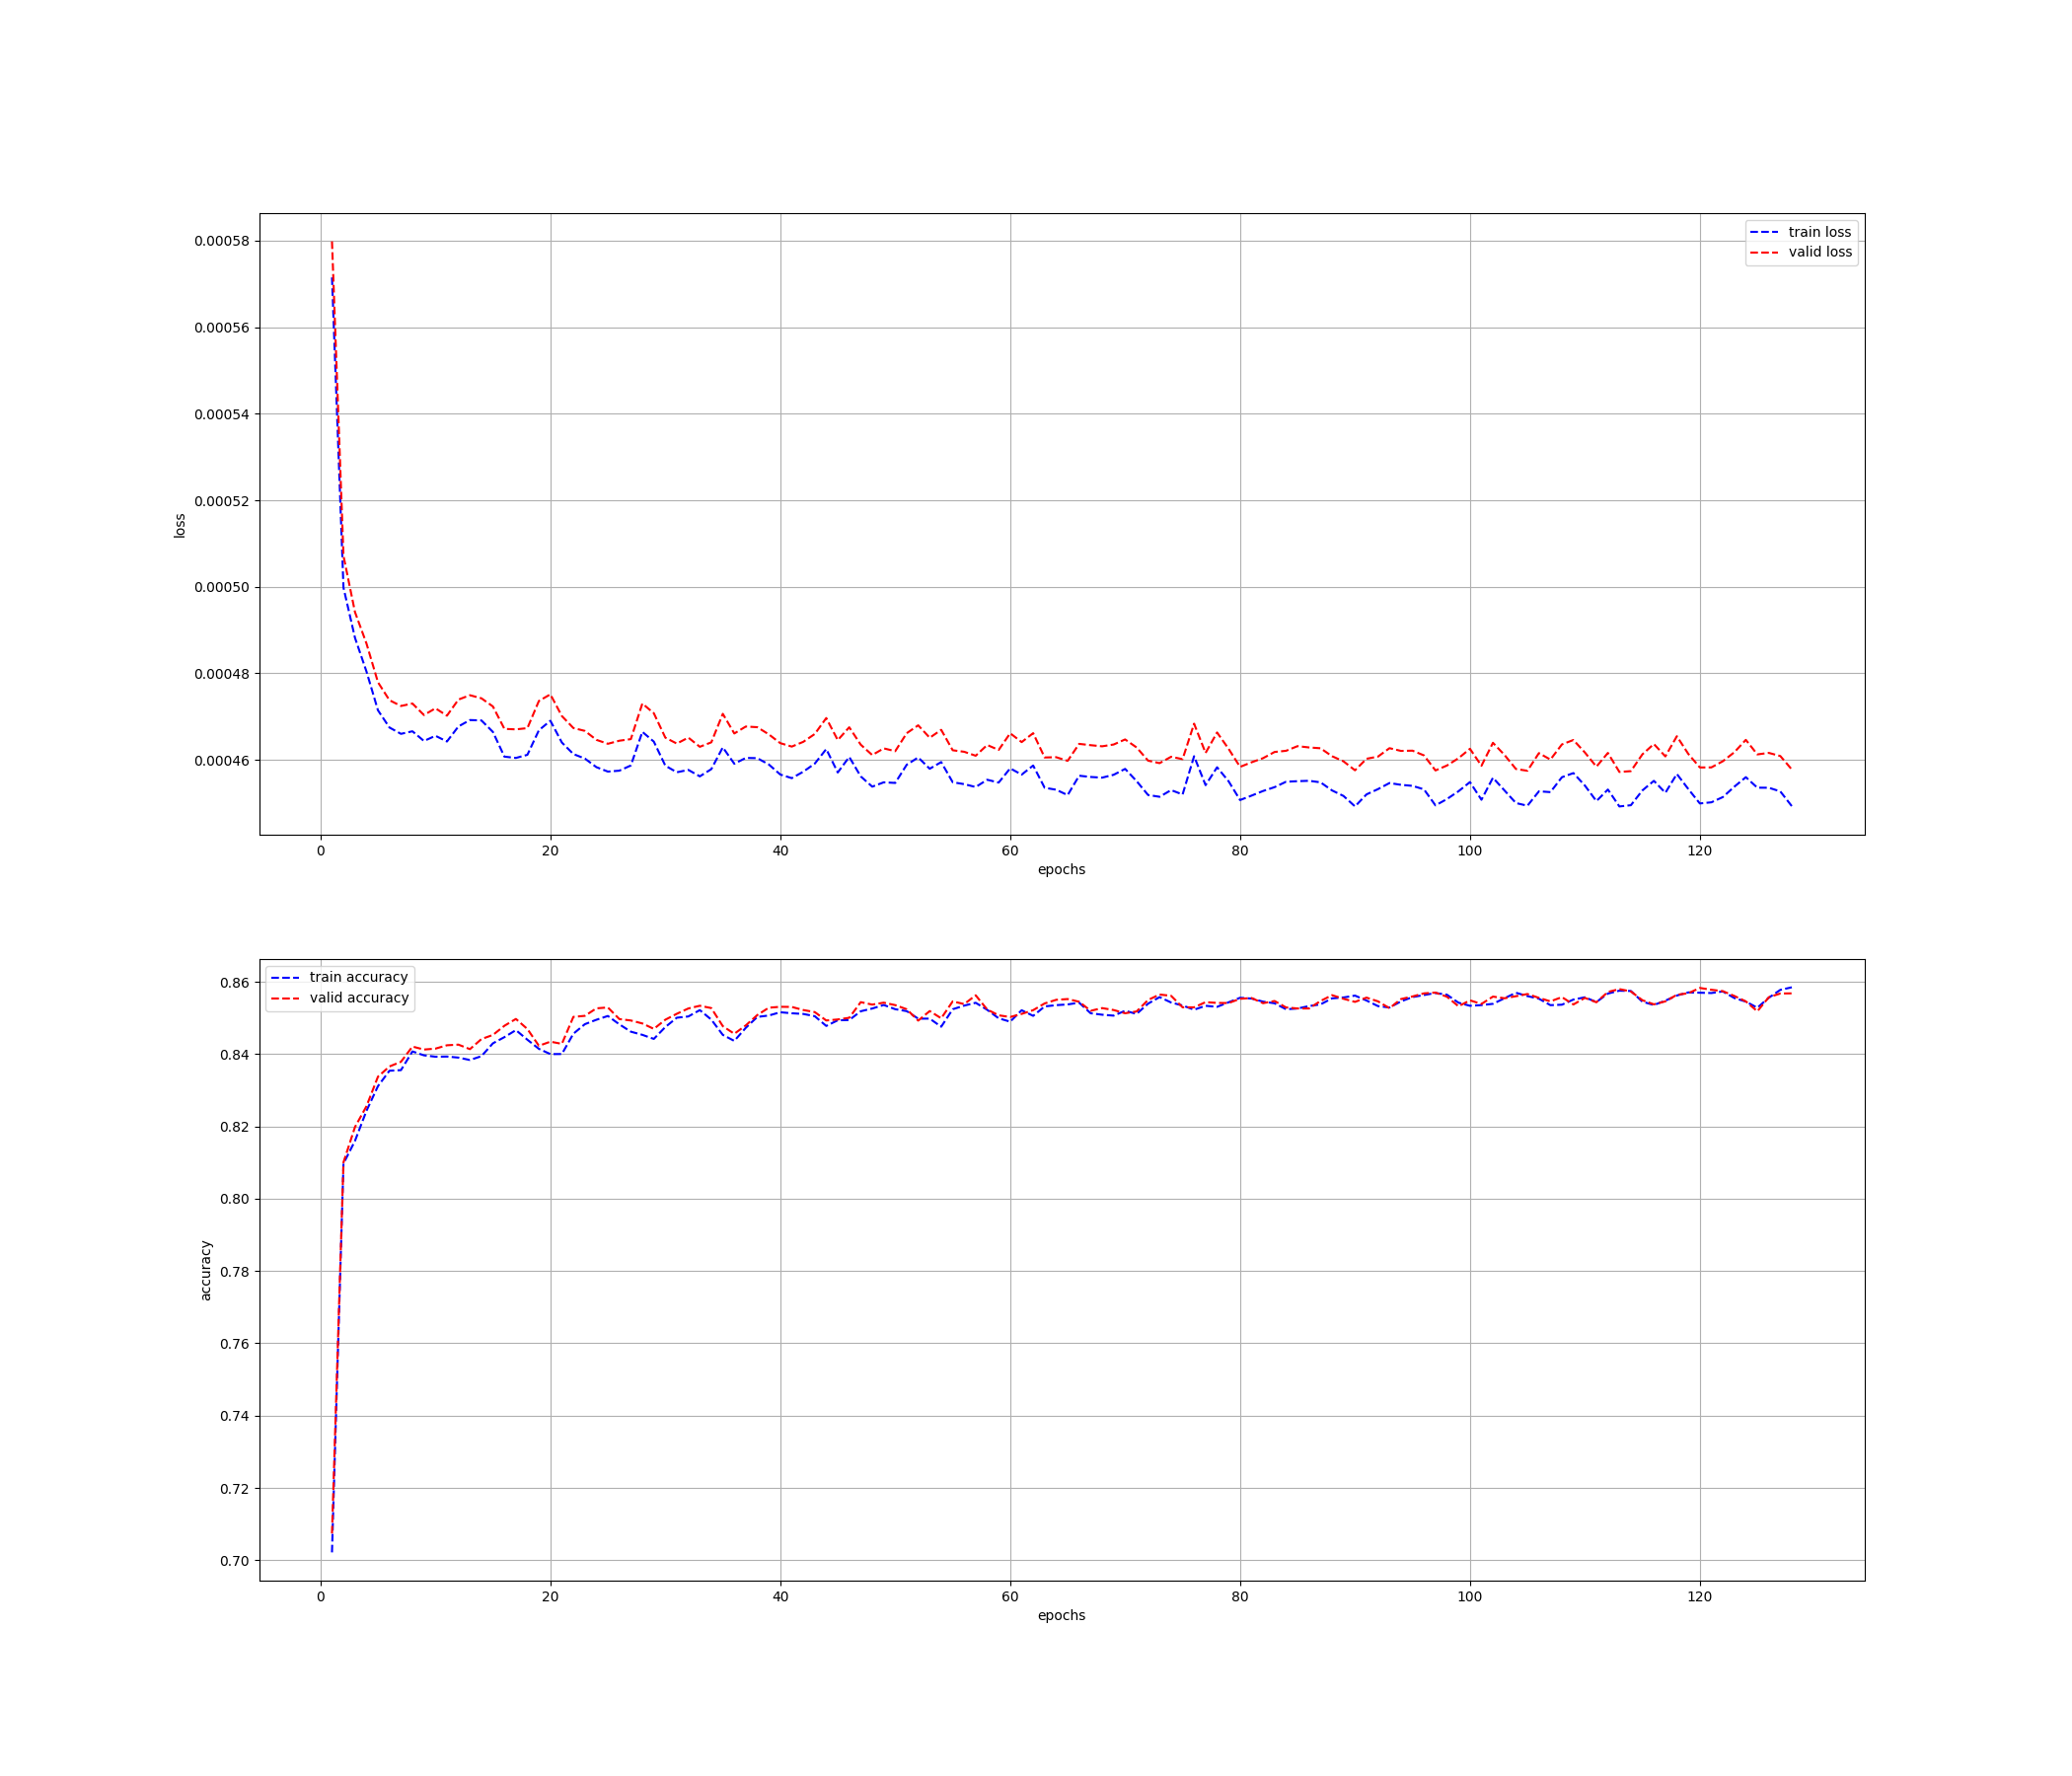 train loss
valid loss
0.00058
0.00056
0.00054
0.00052
0.00050
0.00048
0.00046
loss
0 20 40 60 80 100 120
epochs
train accuracy
valid accuracy
0.86
0.84
0.82
0.80
0.78
0.76
0.74
0.72
0.70
accuracy
0 20 40 60 80 100 120
epochs